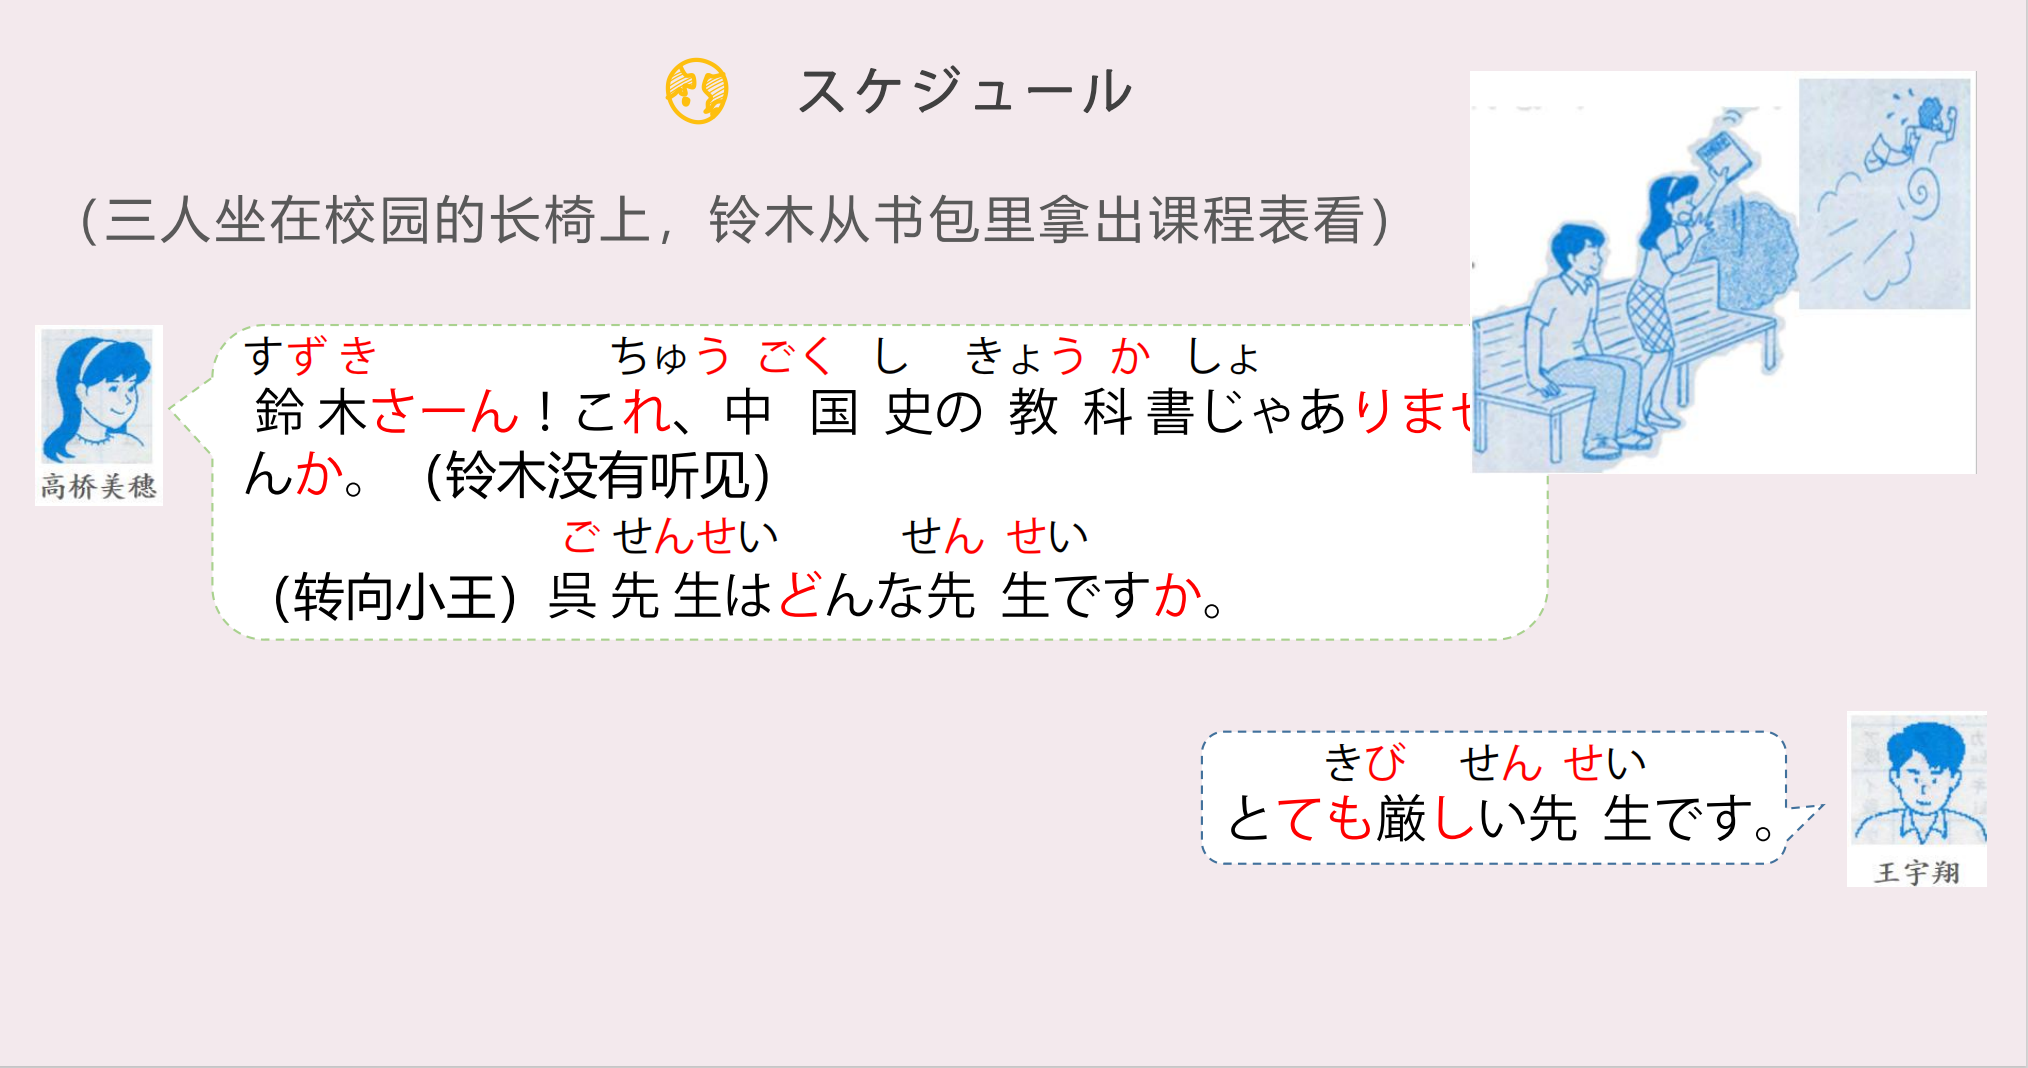 スケジュール
（三人坐在校园的长椅上，铃木从书包里拿出课程表看）
すずき ちゅう ごく し きょう か しょ
鈴木さーん！これ、中国史の教科書じゃありませ
んか。（铃木没有听见）
ご せんせい せん せい
（转向小王）呉先生はどんな先生ですか。
高桥美穗
きび せん せい
とても厳しい先生です。
王宇翔